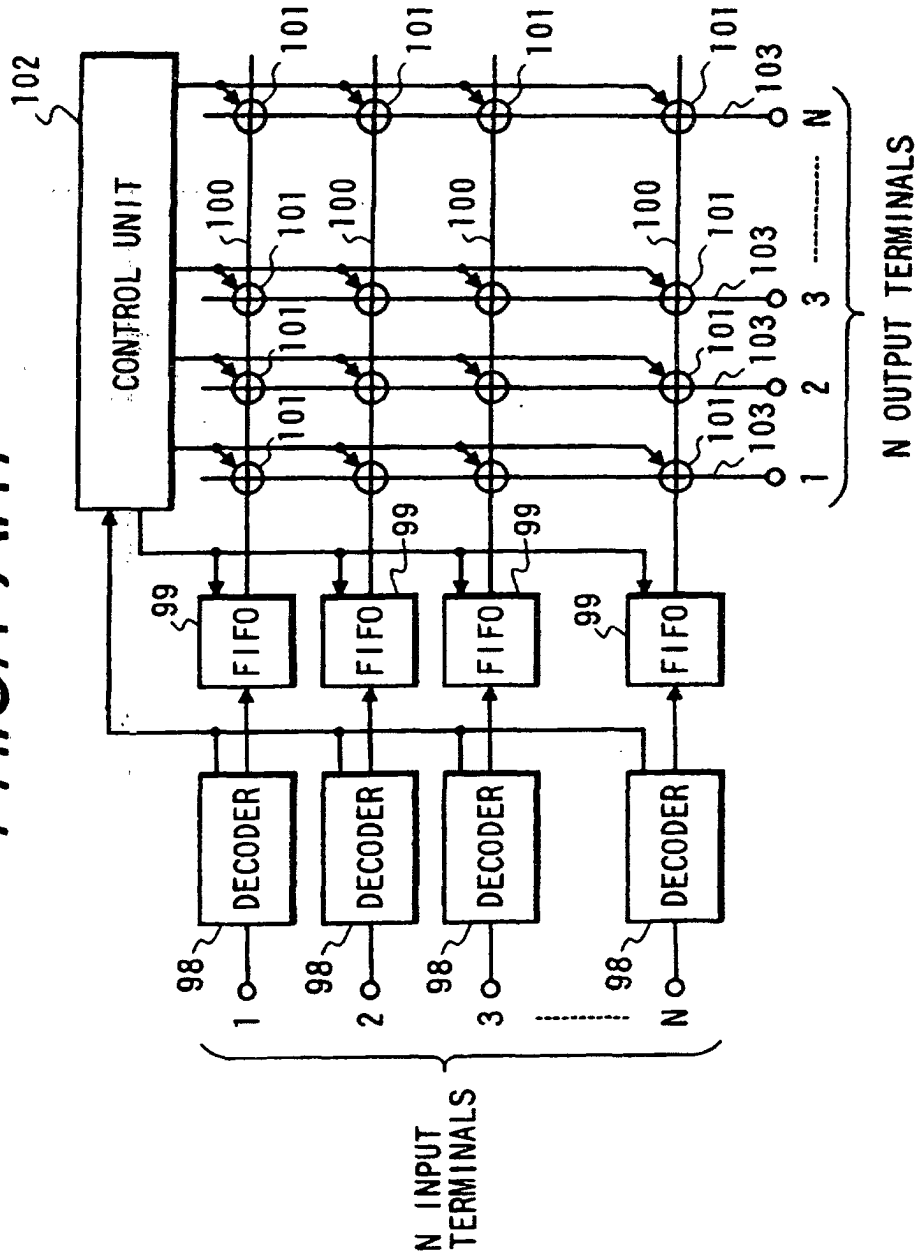 102
CONTROL UNIT
1
98
DECODER
99
FIFO
101
101
101
100
101
2
98
DECODER
99
FIFO
100
101
3
98
DECODER
99
FIFO
100
101
N
98
DECODER
99
FIFO
101
101
101
100
101
103
103
103
103
1 2 3 ........ N
N INPUT
TERMINALS
N OUTPUT TERMINALS